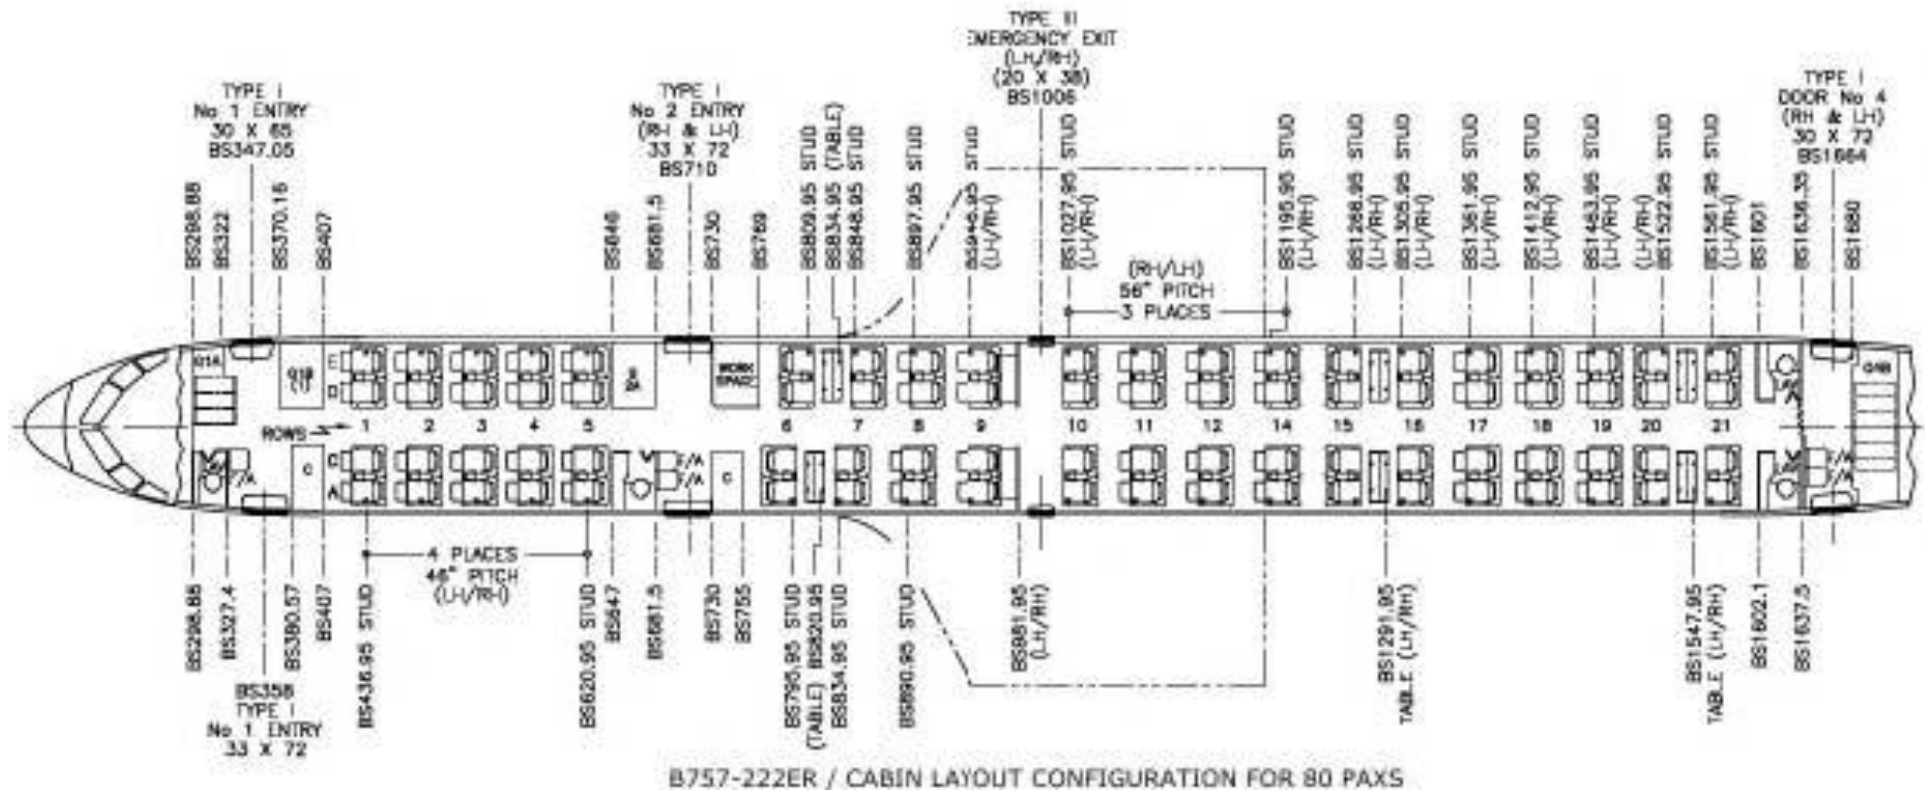 TYPE III
EMERGENCY EXIT
(LH/RH)
(20 X 38)
BS1006
TYPE I
No 1 ENTRY
30 X 65
BS347.05
TYPE I
No 2 ENTRY
(RH & LH)
33 X 72
BS710
TYPE I
DOOR No 4
(RH & LH)
30 X 72
BS1664
BS298.88
BS322
BS370.16
BS407
BS646
BS681.5
BS730
BS769
BS809.95 STUD
BS834.95 (TABLE)
BS848.95 STUD
BS897.95 STUD
BS946.95 STUD
(LH/RH)
BS1027.95 STUD
(LH/RH)
BS1195.95 STUD
(LH/RH)
BS1268.95 STUD
(LH/RH)
BS1305.95 STUD
(LH/RH)
BS1361.95 STUD
(LH/RH)
BS1412.95 STUD
(LH/RH)
BS1463.95 STUD
(LH/RH)
(LH/RH)
BS1522.95 STUD
BS1561.95 STUD
(LH/RH)
BS1601
BS1636.35
BS1680
(RH/LH)
56" PITCH
3 PLACES
G1A
E
D
WORK
SPACE
LAV
G4B
ROWS
1 2 3 4 5 6 7 8 9 10 11 12 14 15 16 17 18 19 20 21
C
C
A
F/A
F/A
F/A
C
LAV
F/A
F/A
4 PLACES
46" PITCH
(LH/RH)
BS298.88
BS327.4
BS380.57
BS407
BS436.95 STUD
BS620.95 STUD
BS647
BS681.5
BS730
BS755
BS795.95 STUD
(TABLE) BS820.95
BS834.95 STUD
BS890.95 STUD
BS981.95
(LH/RH)
BS1291.95
TABLE (LH/RH)
BS1547.95
TABLE (LH/RH)
BS1602.1
BS1637.5
BS358
TYPE I
No 1 ENTRY
33 X 72
B757-222ER / CABIN LAYOUT CONFIGURATION FOR 80 PAXS